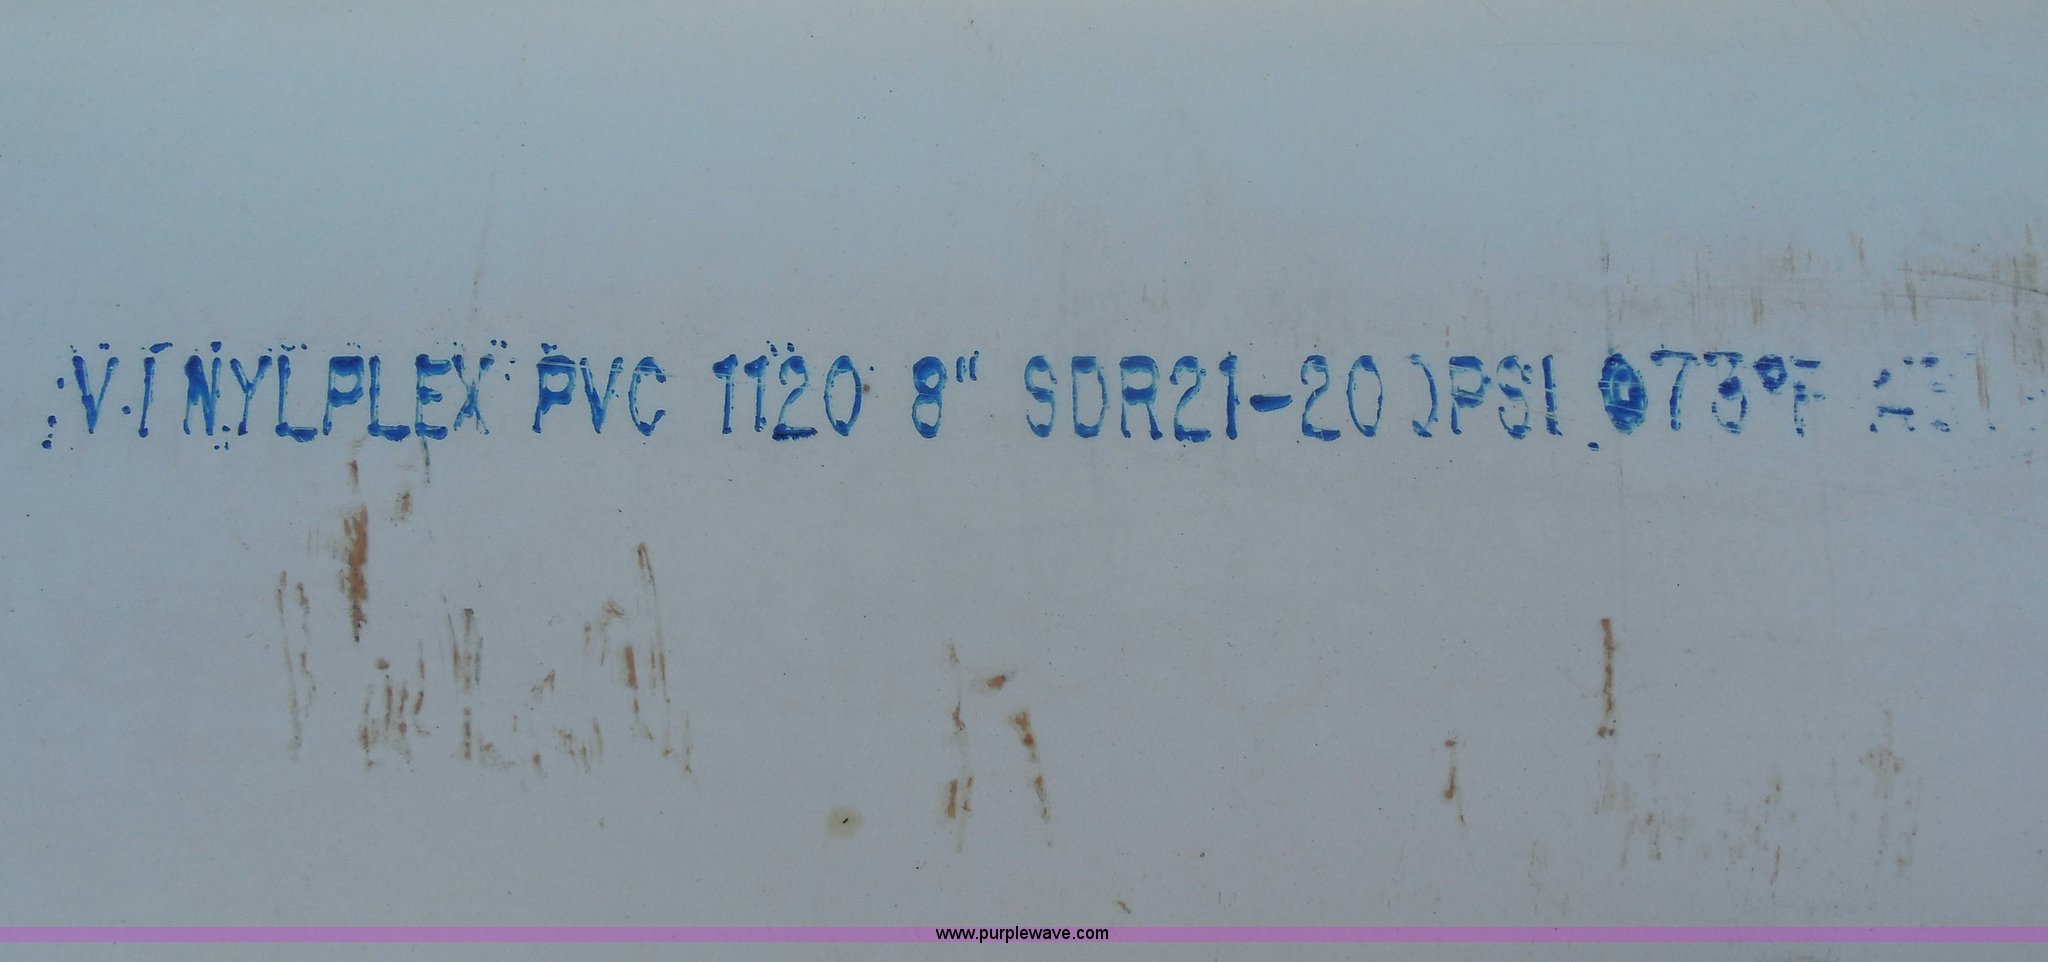 VINYLPLEX PVC 1120 8" SDR21-200PSI @73°F
www.purplewave.com